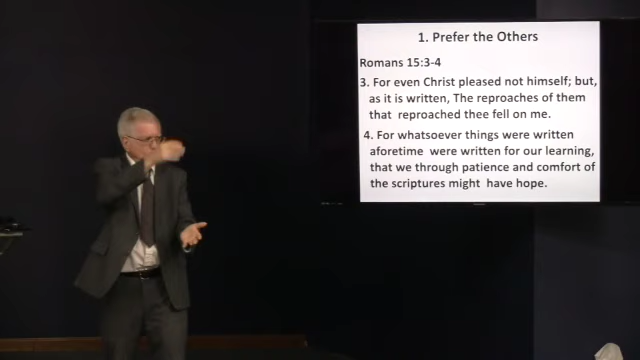 1. Prefer the Others
Romans 15:3-4
3. For even Christ pleased not himself; but,
as it is written, The reproaches of them
that reproached thee fell on me.
4. For whatsoever things were written
aforetime were written for our learning,
that we through patience and comfort of
the scriptures might have hope.